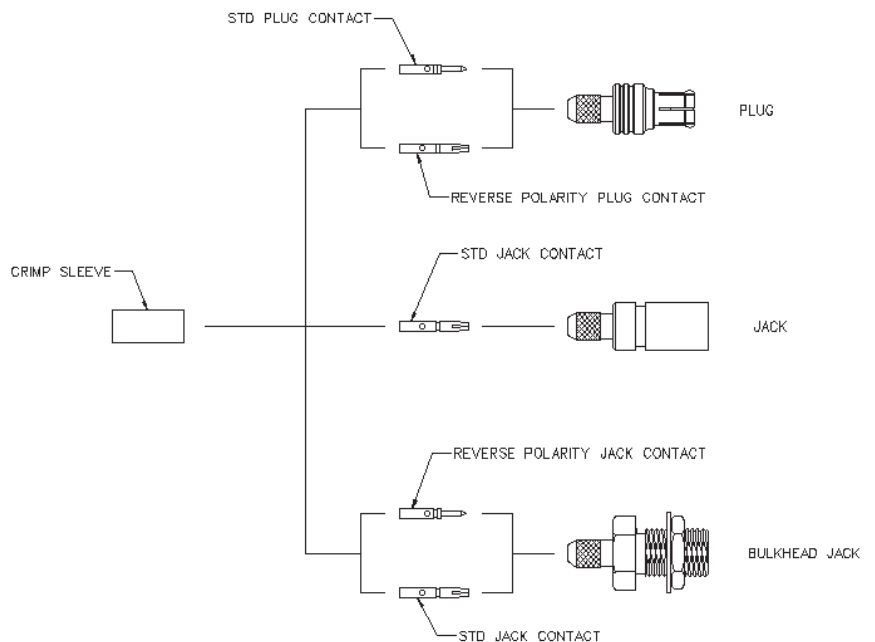 STD PLUG CONTACT
PLUG
REVERSE POLARITY PLUG CONTACT
STD JACK CONTACT
CRIMP SLEEVE
JACK
REVERSE POLARITY JACK CONTACT
BULKHEAD JACK
STD JACK CONTACT